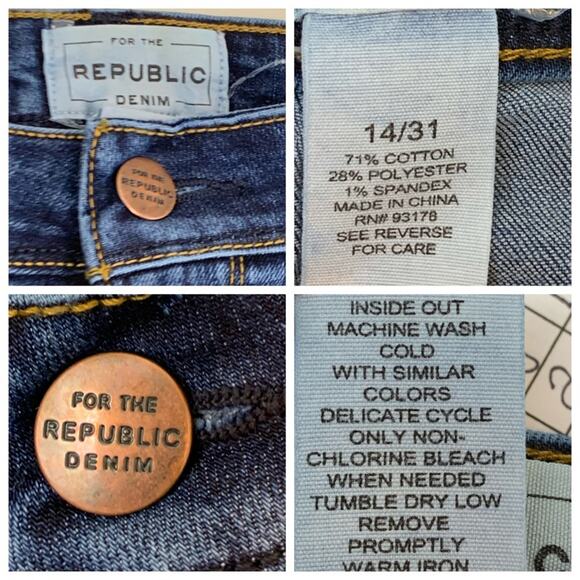 FOR THE
REPUBLIC
DENIM
FOR THE
REPUBLIC
DENIM
14/31
71% COTTON
28% POLYESTER
1% SPANDEX
MADE IN CHINA
RN# 93178
SEE REVERSE
FOR CARE
FOR THE
REPUBLIC
DENIM
INSIDE OUT
MACHINE WASH
COLD
WITH SIMILAR
COLORS
DELICATE CYCLE
ONLY NON-
CHLORINE BLEACH
WHEN NEEDED
TUMBLE DRY LOW
REMOVE
PROMPTLY
WARM IRON